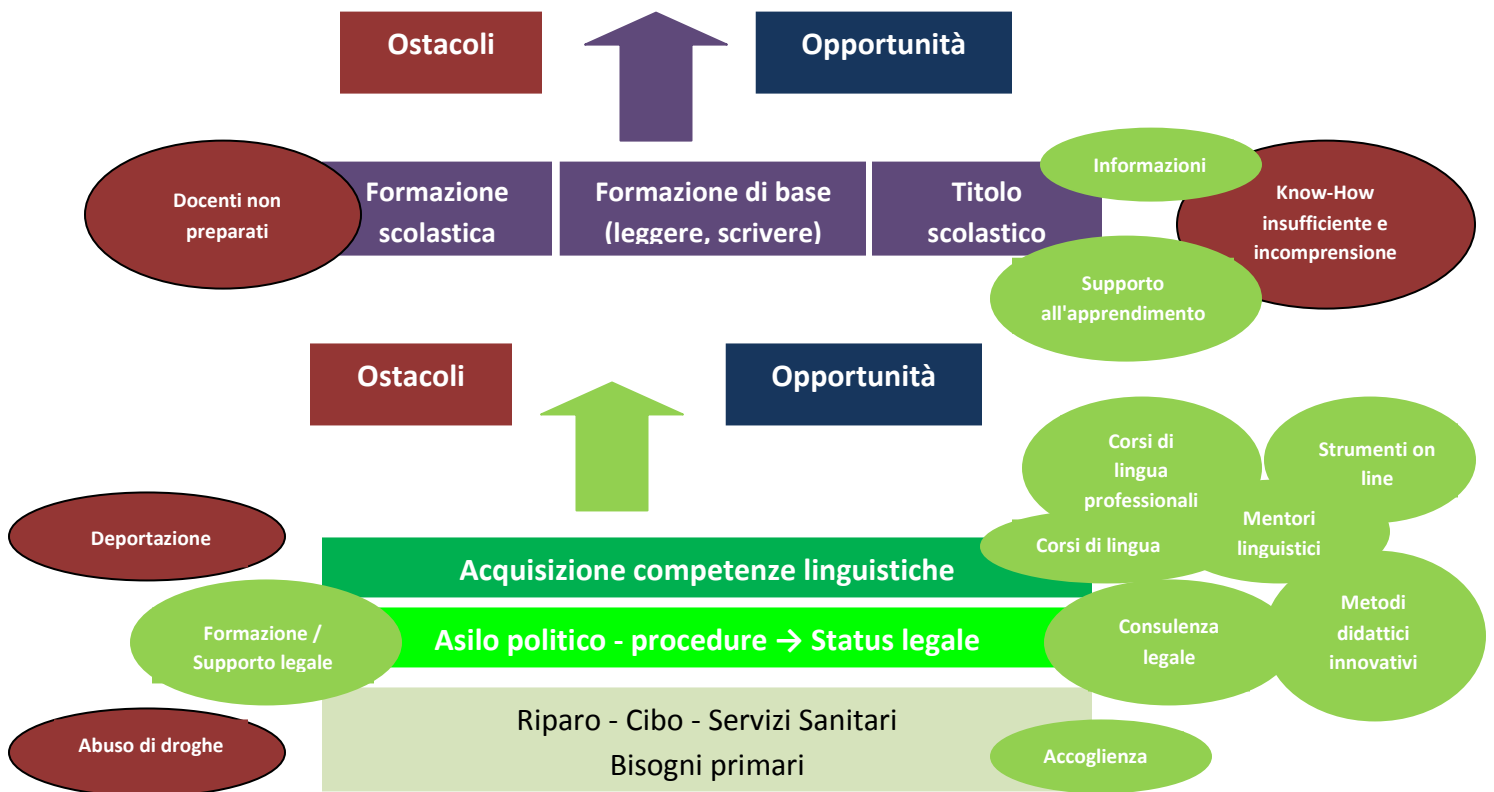 Ostacoli
Opportunità
Informazioni
Docenti non
preparati
Formazione
scolastica
Formazione di base
(leggere, scrivere)
Titolo
scolastico
Know-How
insufficiente e
incomprensione
Supporto
all'apprendimento
Ostacoli
Opportunità
Corsi di
lingua
professionali
Strumenti on
line
Deportazione
Mentori
linguistici
Corsi di lingua
Acquisizione competenze linguistiche
Formazione /
Supporto legale
Asilo politico - procedure → Status legale
Consulenza
legale
Metodi
didattici
innovativi
Abuso di droghe
Riparo - Cibo - Servizi Sanitari
Bisogni primari
Accoglienza